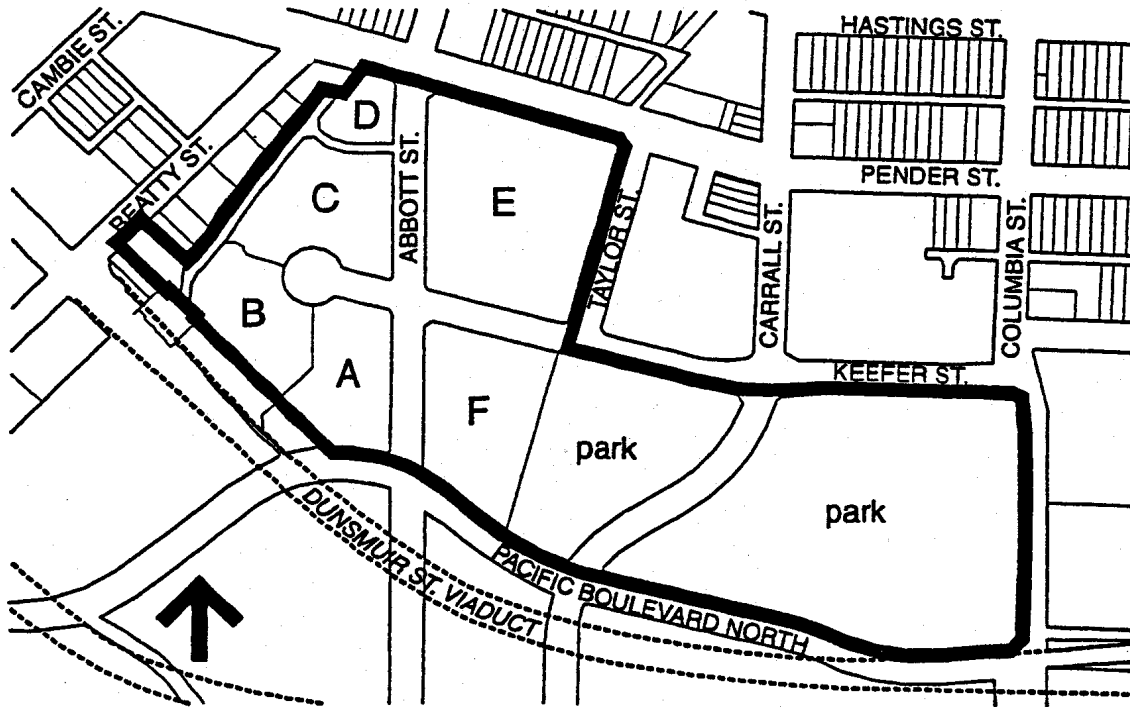 HASTINGS ST.
CAMBIE ST.
D
BEATTY ST.
ABBOTT ST.
PENDER ST.
C
E
TAYLOR ST.
CARRALL ST.
COLUMBIA ST.
B
A
KEEFER ST.
F
park
park
DUNSMUIR ST. VIADUCT
PACIFIC BOULEVARD NORTH